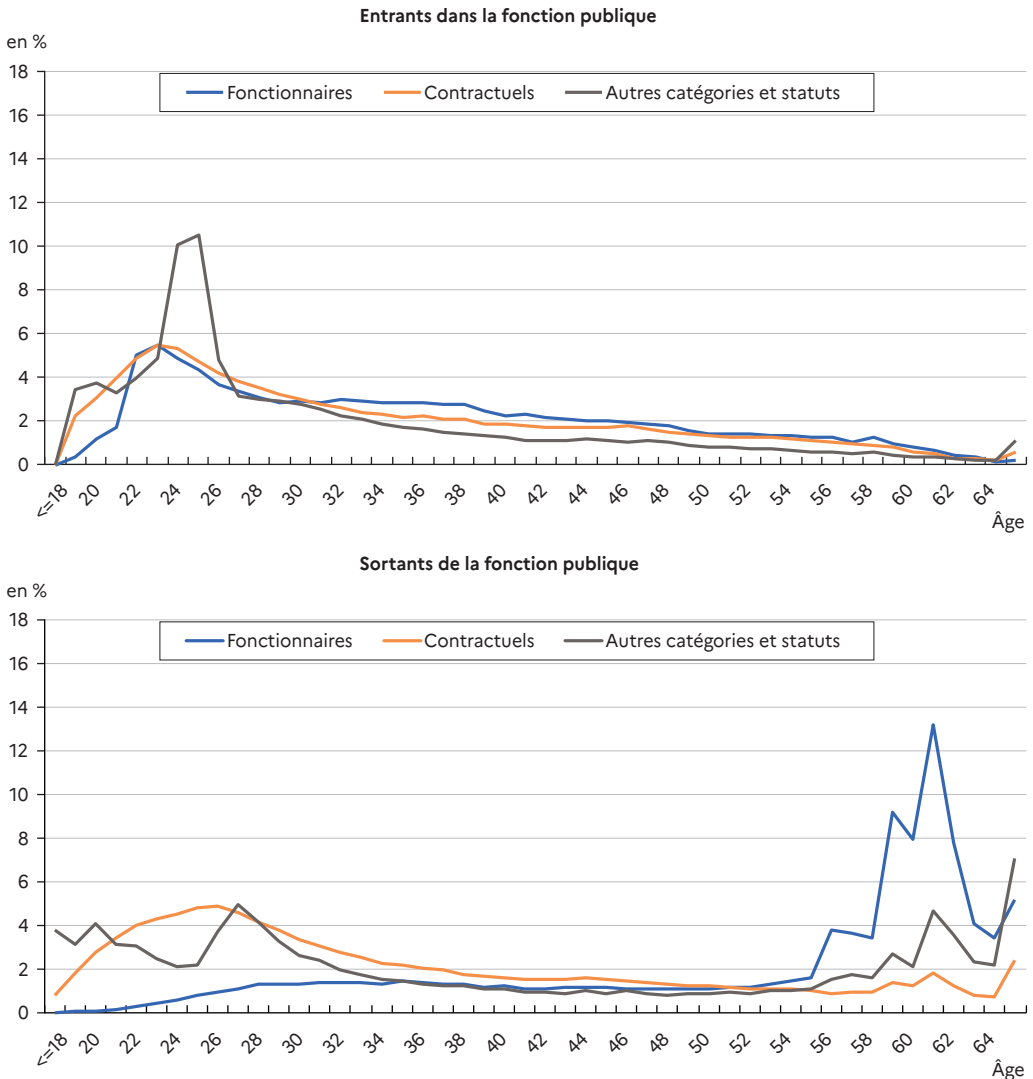 Entrants dans la fonction publique
en %
18
Fonctionnaires Contractuels Autres catégories et statuts
16
14
12
10
8
6
4
2
0
<=18 20 22 24 26 28 30 32 34 36 38 40 42 44 46 48 50 52 54 56 58 60 62 64
Âge
Sortants de la fonction publique
en %
18
Fonctionnaires Contractuels Autres catégories et statuts
16
14
12
10
8
6
4
2
0
<=18 20 22 24 26 28 30 32 34 36 38 40 42 44 46 48 50 52 54 56 58 60 62 64
Âge